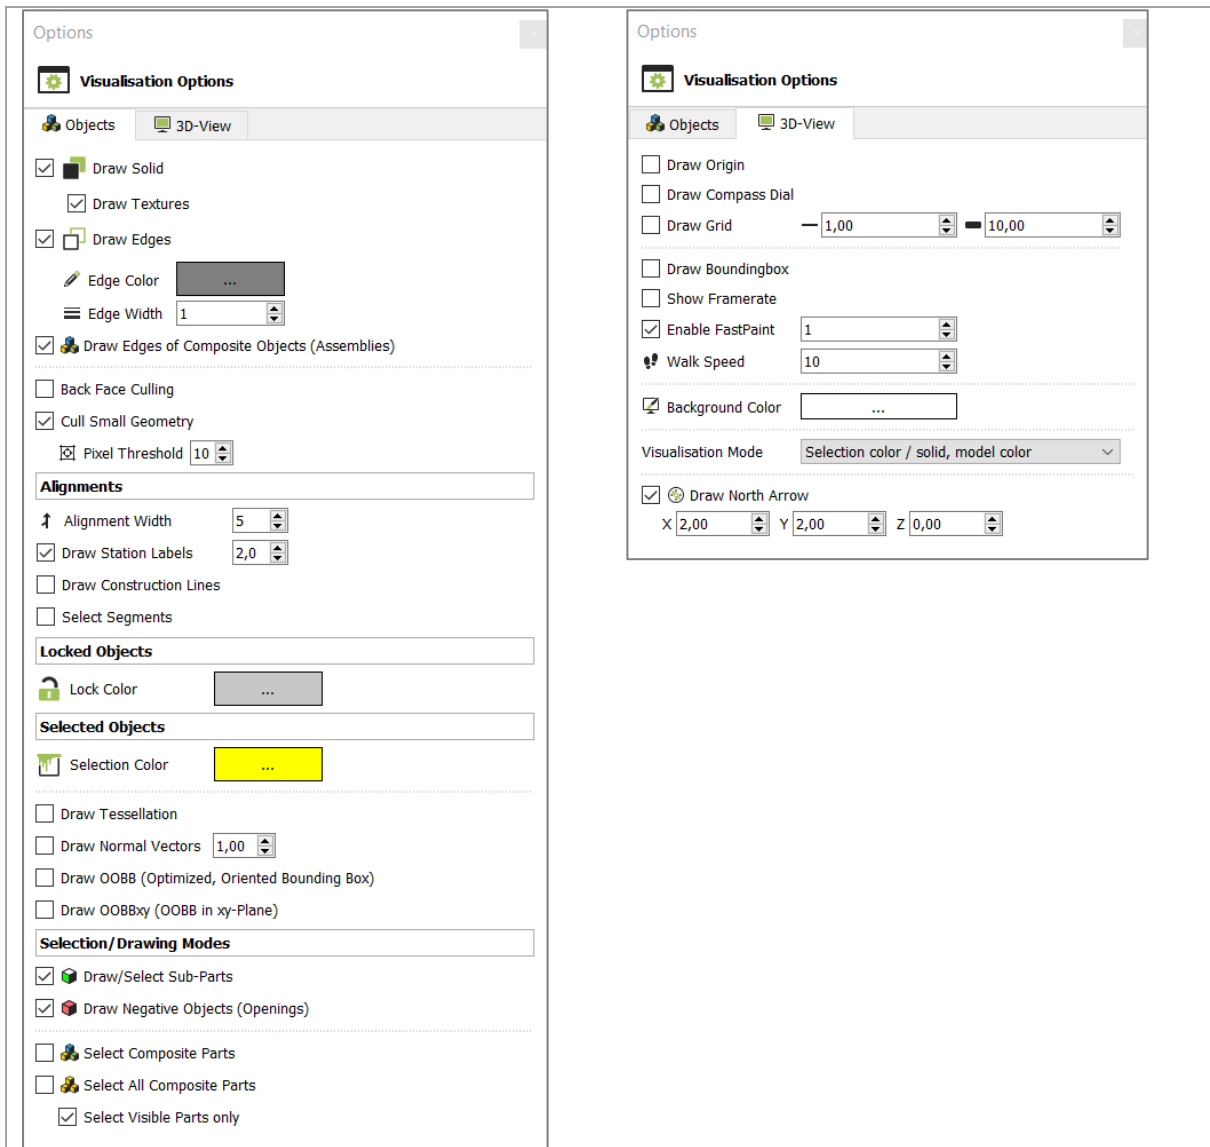 Options
Visualisation Options
Objects 3D-View
Draw Solid
Draw Textures
Draw Edges
Edge Color ...
Edge Width 1
Draw Edges of Composite Objects (Assemblies)
Back Face Culling
Cull Small Geometry
Pixel Threshold 10
Alignments
Alignment Width 5
Draw Station Labels 2,0
Draw Construction Lines
Select Segments
Locked Objects
Lock Color ...
Selected Objects
Selection Color ...
Draw Tessellation
Draw Normal Vectors 1,00
Draw OOBB (Optimized, Oriented Bounding Box)
Draw OOBBxy (OOBB in xy-Plane)
Selection/Drawing Modes
Draw/Select Sub-Parts
Draw Negative Objects (Openings)
Select Composite Parts
Select All Composite Parts
Select Visible Parts only
Options
Visualisation Options
Objects 3D-View
Draw Origin
Draw Compass Dial
Draw Grid 1,00 10,00
Draw Boundingbox
Show Framerate
Enable FastPaint 1
Walk Speed 10
Background Color ...
Visualisation Mode Selection color / solid, model color
Draw North Arrow
X 2,00 Y 2,00 Z 0,00